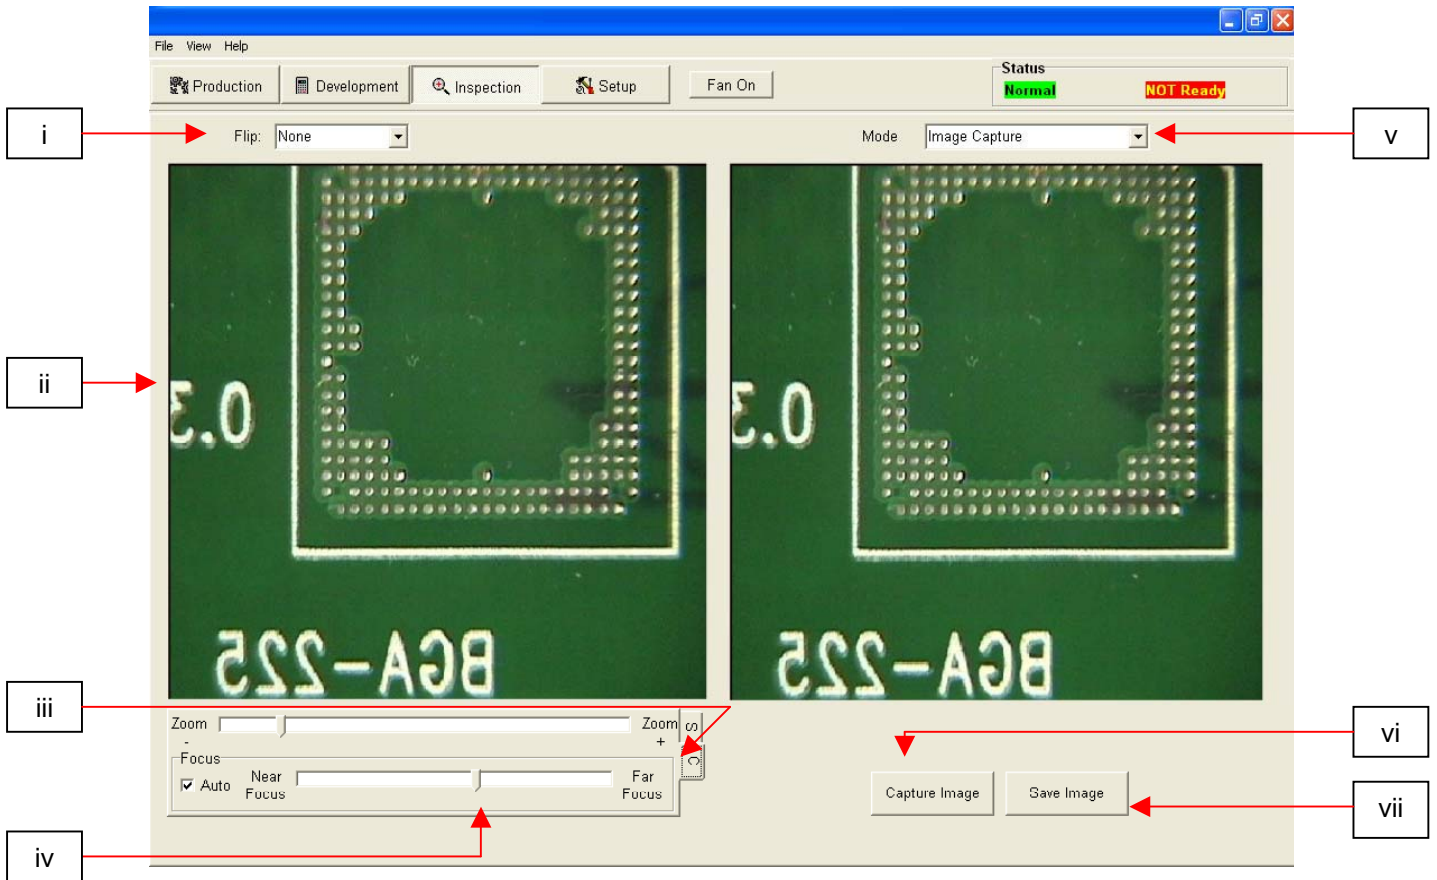 File View Help
Production Development Inspection Setup Fan On
Status
Normal NOT Ready
i
Flip: None
Mode Image Capture
v
ii
0.3
0.3
BGA-225
BGA-225
iii
Zoom - Zoom +
S
C
Focus
Auto Near Focus Far Focus
iv
vi
Capture Image Save Image
vii